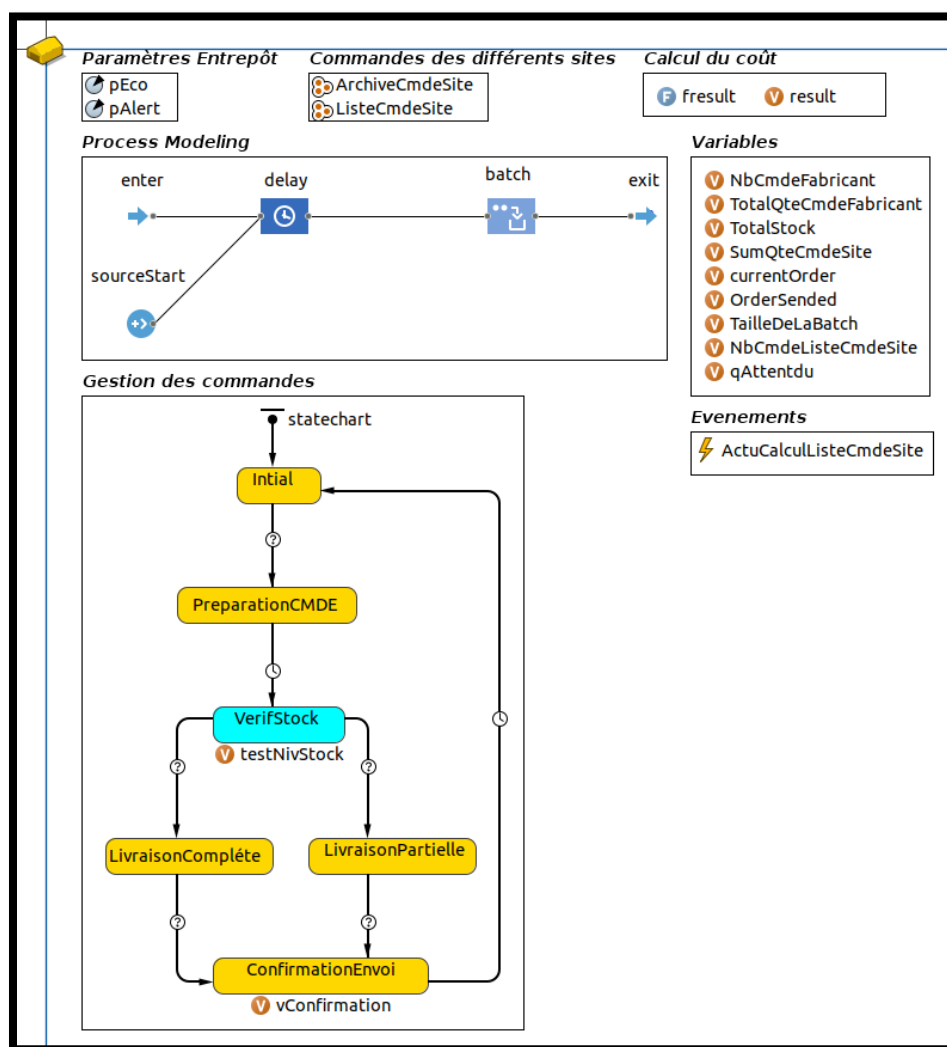 Paramètres Entrepôt
pEco
pAlert
Commandes des différents sites
ArchiveCmdeSite
ListeCmdeSite
Calcul du coût
fresult
result
Process Modeling
enter
delay
batch
exit
sourceStart
Variables
NbCmdeFabricant
TotalQteCmdeFabricant
TotalStock
SumQteCmdeSite
currentOrder
OrderSended
TailleDeLaBatch
NbCmdeListeCmdeSite
qAttentdu
Evenements
ActuCalculListeCmdeSite
Gestion des commandes
statechart
Intial
PreparationCMDE
VerifStock
testNivStock
LivraisonCompléte
LivraisonPartielle
ConfirmationEnvoi
vConfirmation